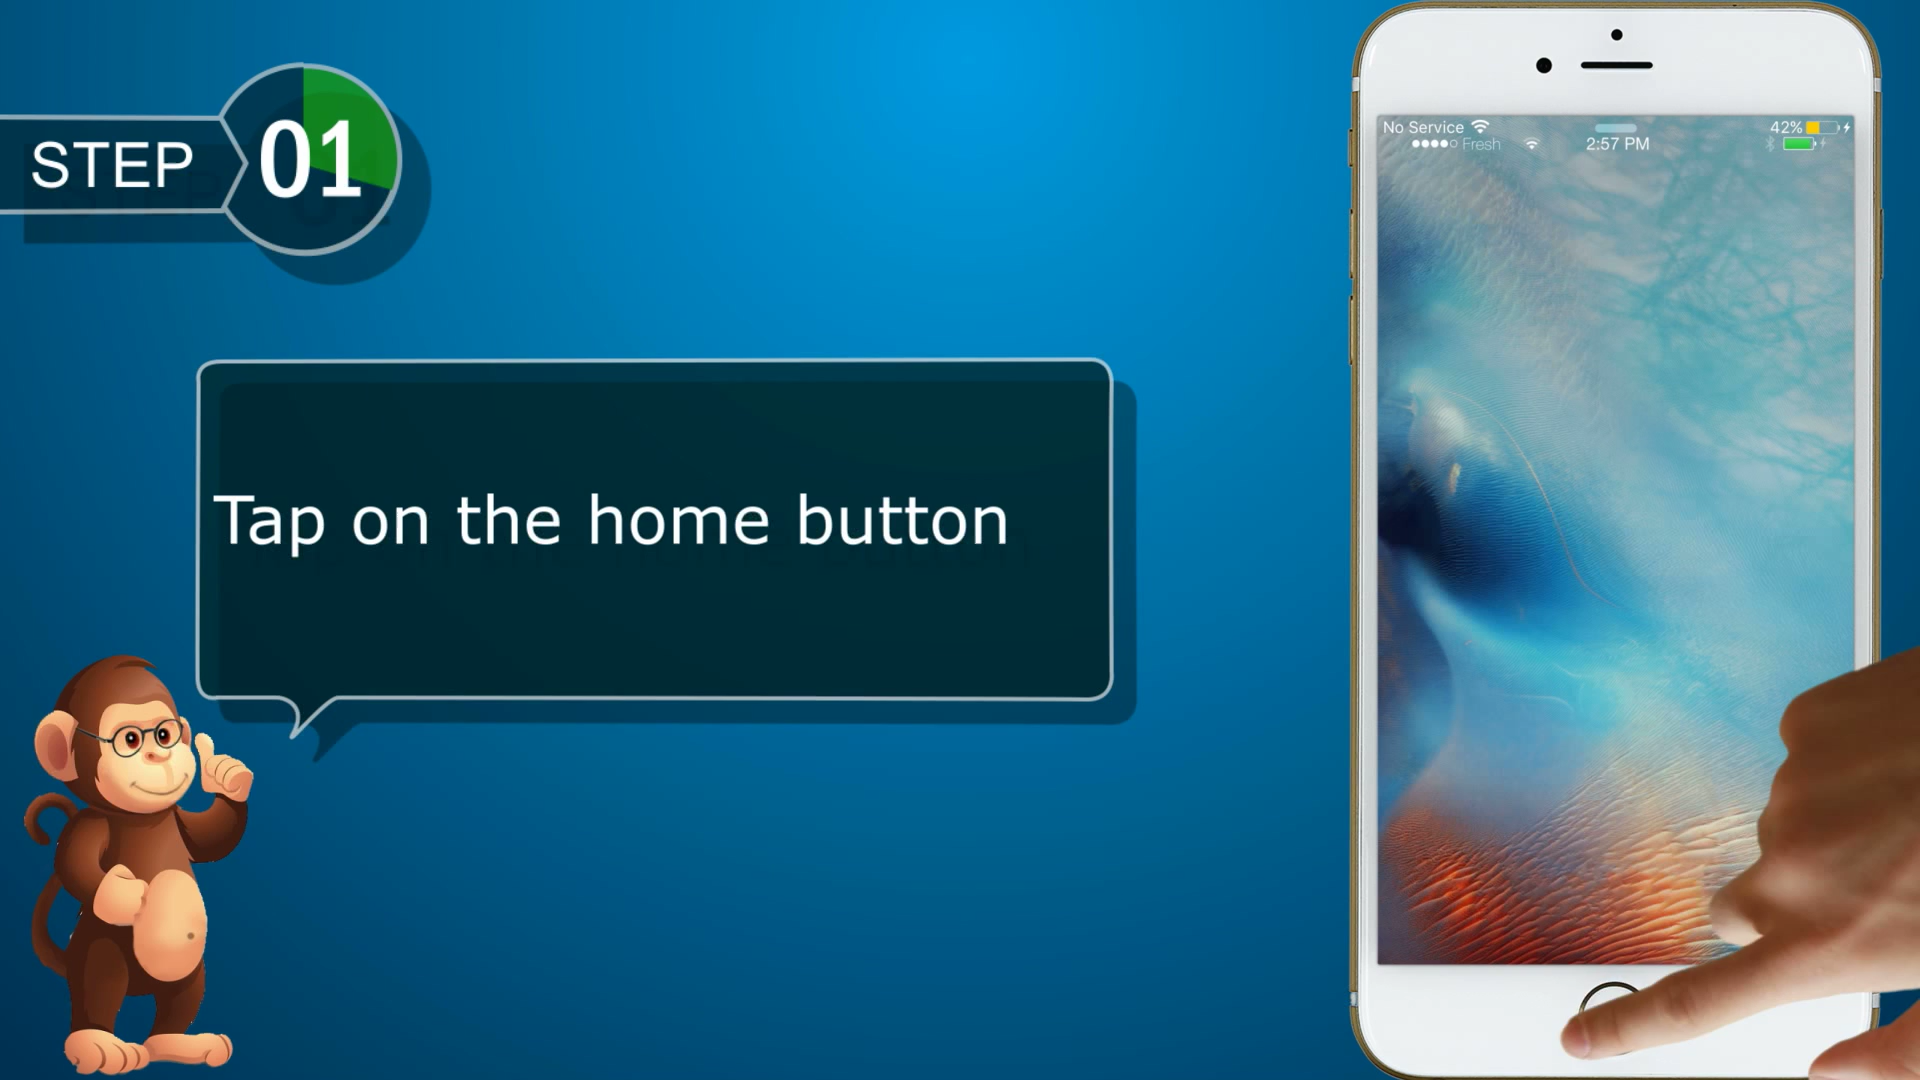 STEP 01
Tap on the home button
No Service 42%
Fresh 2:57 PM